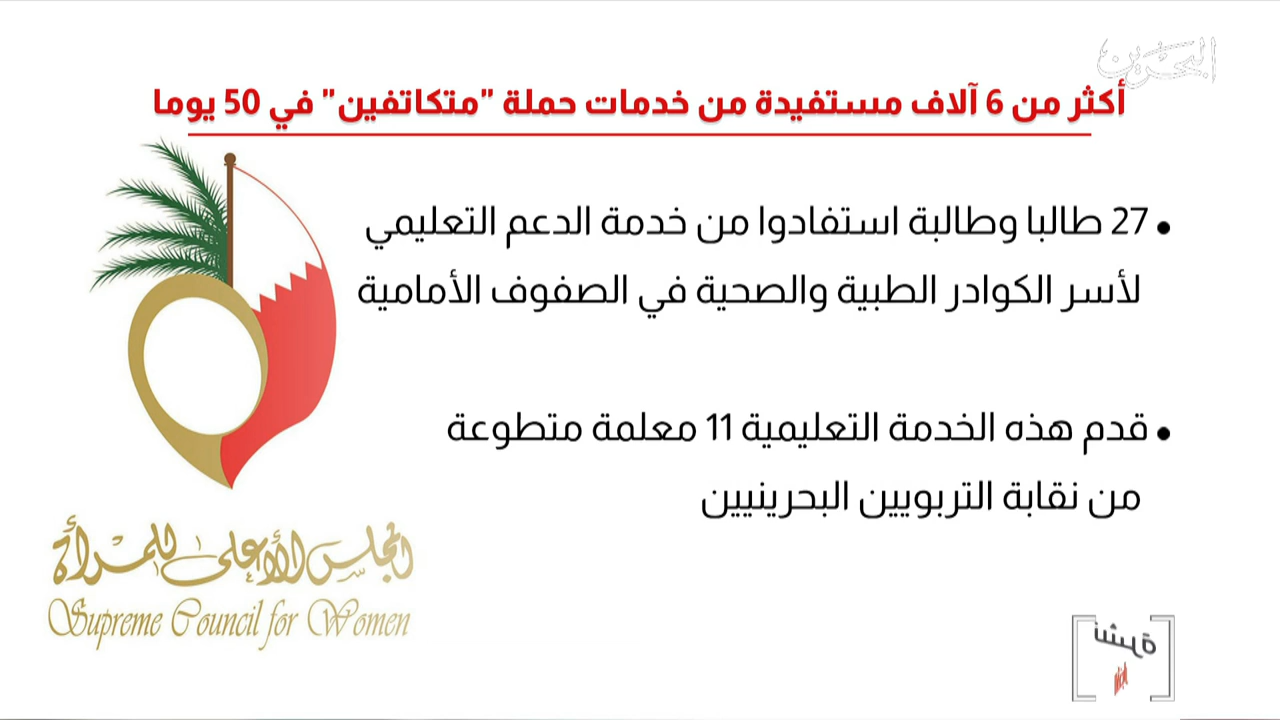 البحرين
أكثر من 6 آلاف مستفيدة من خدمات حملة "متكاتفين" في 50 يوما
• 27 طالبا وطالبة استفادوا من خدمة الدعم التعليمي
لأسر الكوادر الطبية والصحية في الصفوف الأمامية
• قدم هذه الخدمة التعليمية 11 معلمة متطوعة
من نقابة التربويين البحرينيين
المجلس الأعلى للمرأة
Supreme Council for Women
نشرة